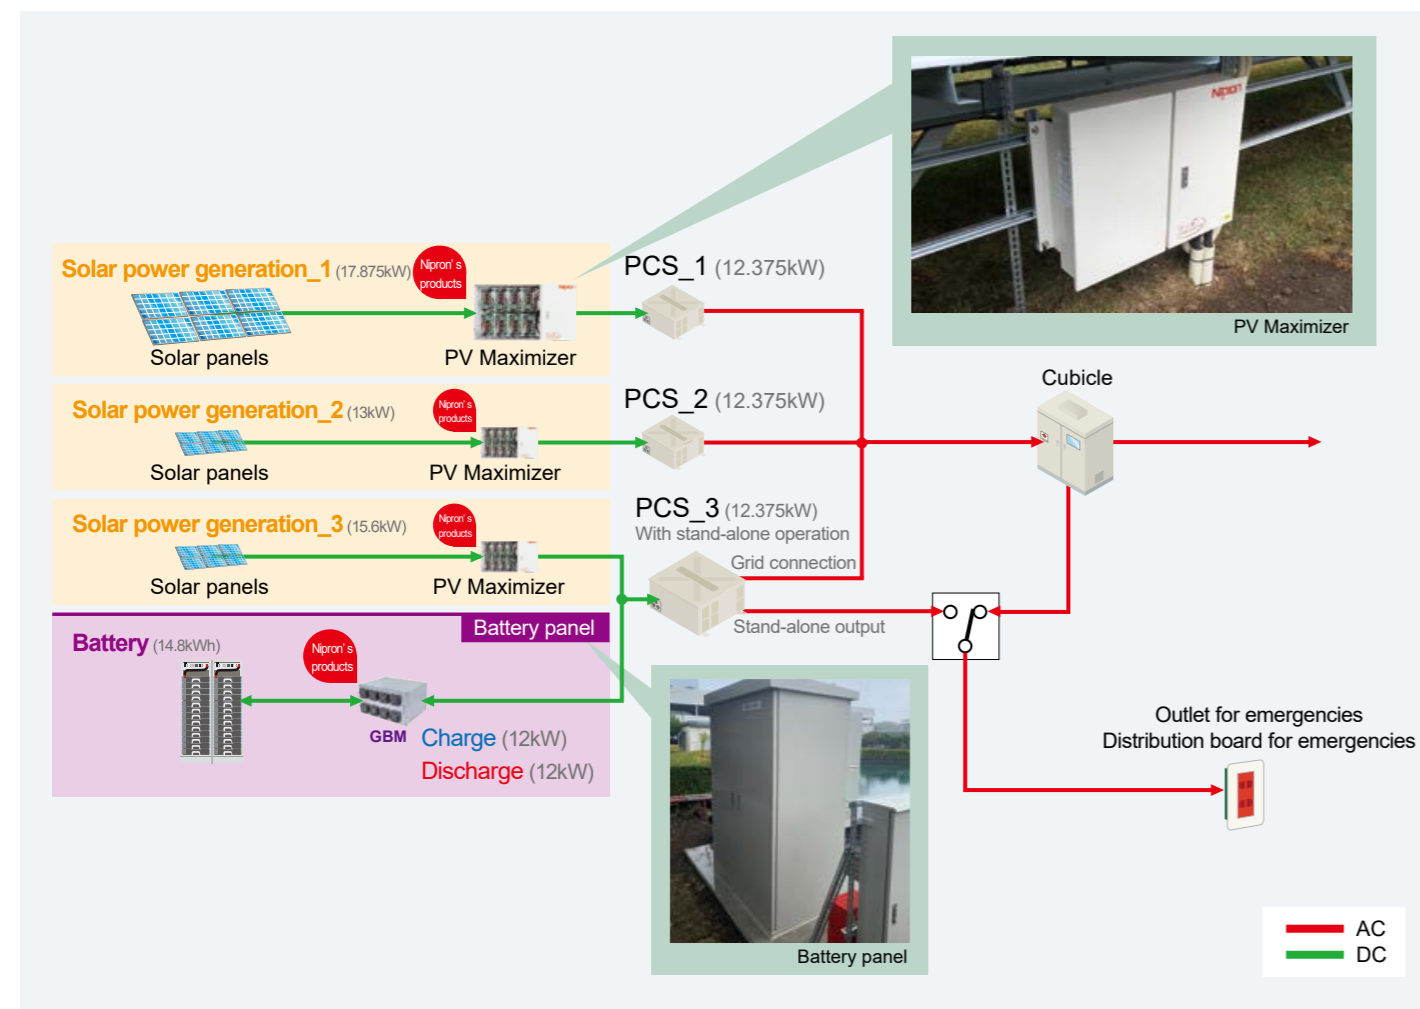 Nipron
PV Maximizer
Solar power generation_1 (17.875kW)
Nipron's
products
Solar panels
PV Maximizer
PCS_1 (12.375kW)
Solar power generation_2 (13kW)
Nipron's
products
Solar panels
PV Maximizer
PCS_2 (12.375kW)
Cubicle
Solar power generation_3 (15.6kW)
Nipron's
products
Solar panels
PV Maximizer
PCS_3 (12.375kW)
With stand-alone operation
Grid connection
Stand-alone output
Battery panel
Battery (14.8kWh)
Nipron's
products
GBM
Charge (12kW)
Discharge (12kW)
Battery panel
Outlet for emergencies
Distribution board for emergencies
AC
DC